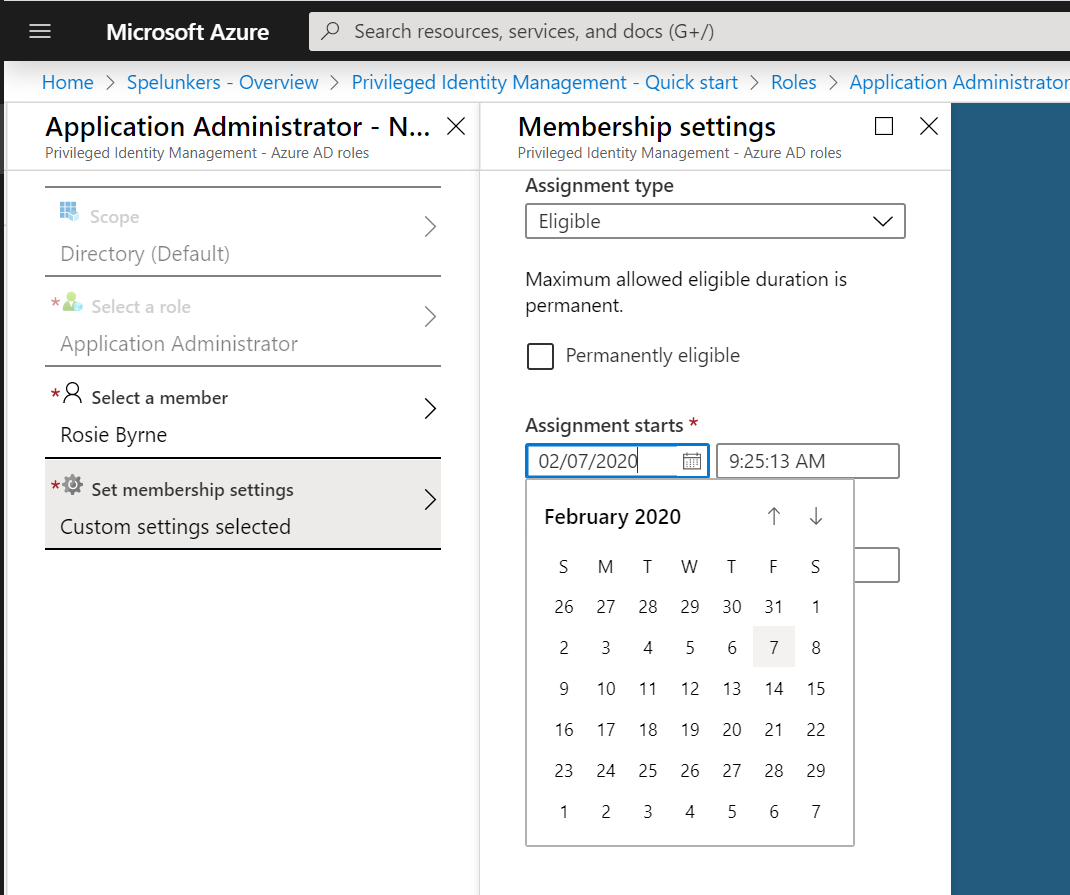 Microsoft Azure
Search resources, services, and docs (G+/)
Home > Spelunkers - Overview > Privileged Identity Management - Quick start > Roles > Application Administrator
Application Administrator - N...
Privileged Identity Management - Azure AD roles
Scope
Directory (Default)
* Select a role
Application Administrator
* Select a member
Rosie Byrne
* Set membership settings
Custom settings selected
Membership settings
Privileged Identity Management - Azure AD roles
Assignment type
Eligible
Maximum allowed eligible duration is
permanent.
Permanently eligible
Assignment starts *
02/07/2020 9:25:13 AM
February 2020
S M T W T F S
26 27 28 29 30 31 1
2 3 4 5 6 7 8
9 10 11 12 13 14 15
16 17 18 19 20 21 22
23 24 25 26 27 28 29
1 2 3 4 5 6 7